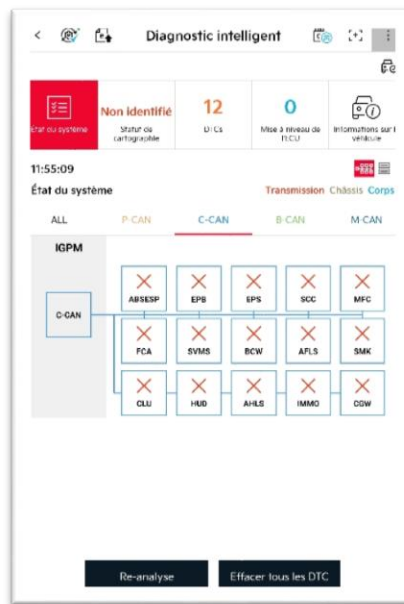 Diagnostic intelligent
État du système
Non identifié
Statut de
cartographie
12
DTCs
0
Mise à niveau de
l'ECU
Informations sur l
véhicule
11:55:09
État du système
Transmission Châssis Corps
ALL P-CAN C-CAN B-CAN M-CAN
IGPM
C-CAN
ABSESP EPB EPS SCC MFC
FCA SVMS BCW AFLS SMK
CLU HUD AHLS IMMO CGW
Re-analyse Effacer tous les DTC